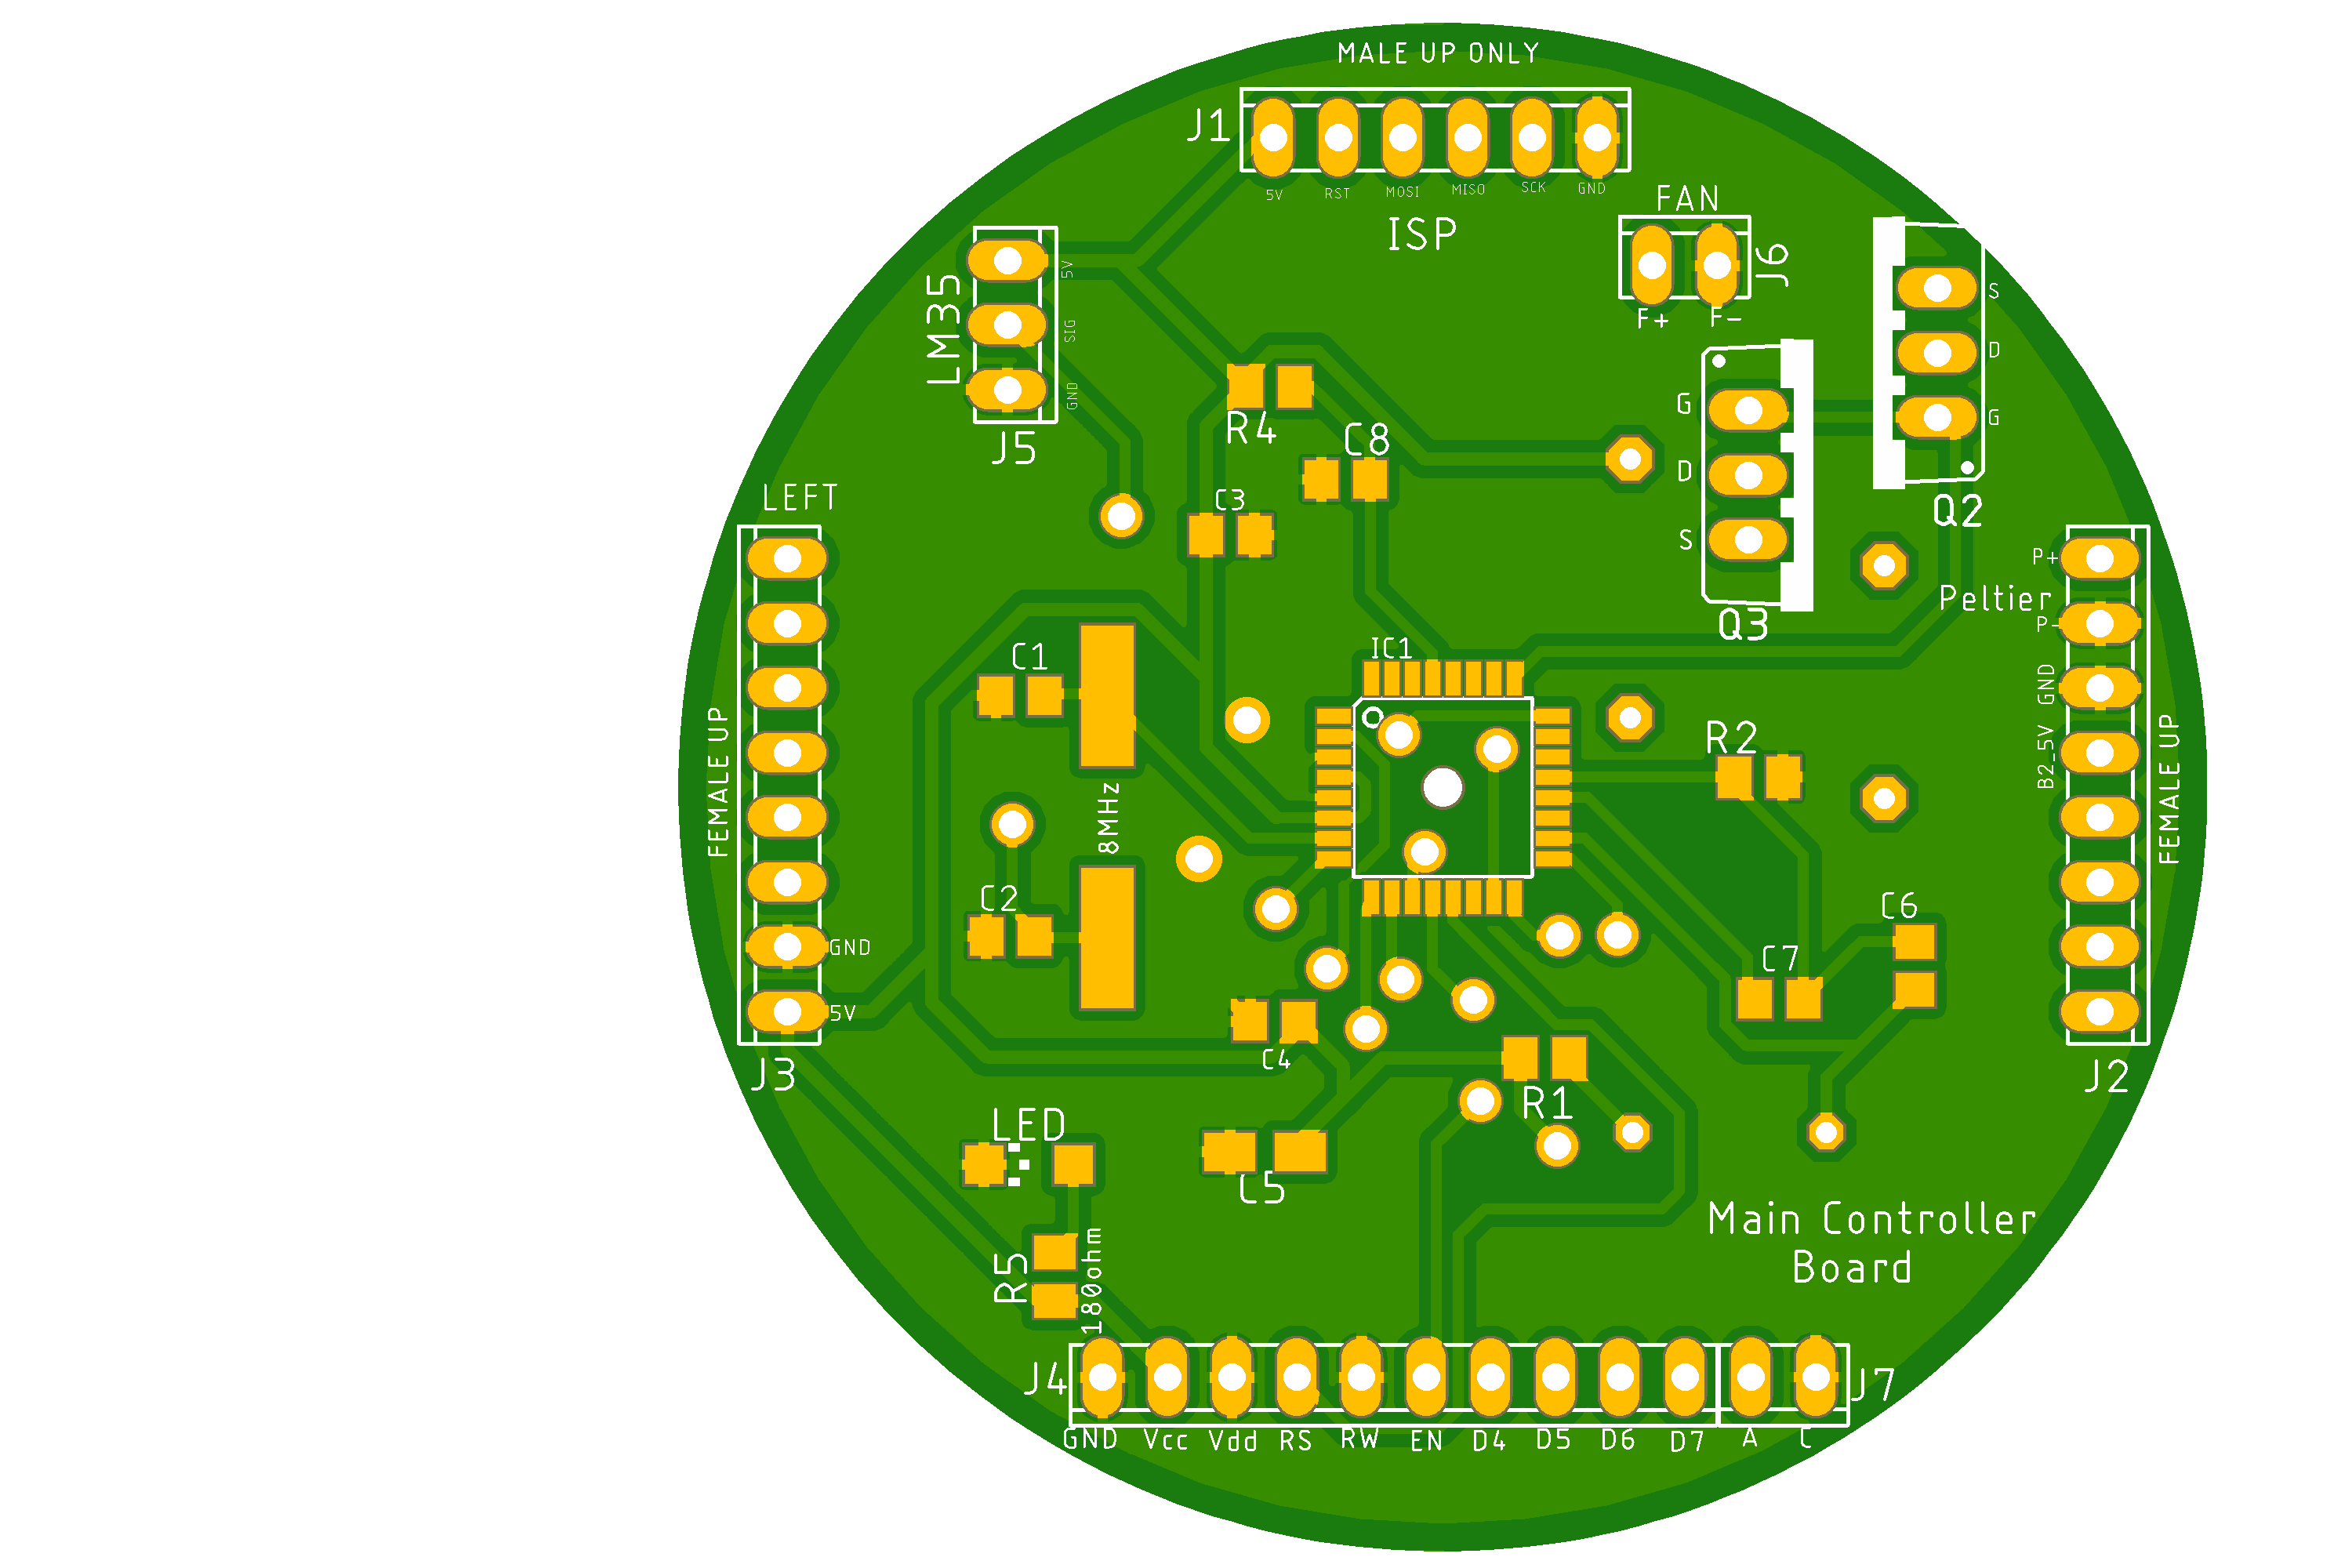 MALE UP ONLY
J1
5V RST MOSI MISO SCK GND
ISP
FAN
J6
F+ F-
LM35
5V
SIG
GND
J5
S
D
G
Q2
G
D
S
Q3
R4
C8
C3
LEFT
FEMALE UP
GND
5V
J3
C1
8MHz
C2
IC1
R2
P+
Peltier
P-
GND
B2_5V
FEMALE UP
J2
C6
C7
C4
R1
C5
LED
R5
180ohm
Main Controller
Board
J4
J7
GND Vcc Vdd RS RW EN D4 D5 D6 D7 A C